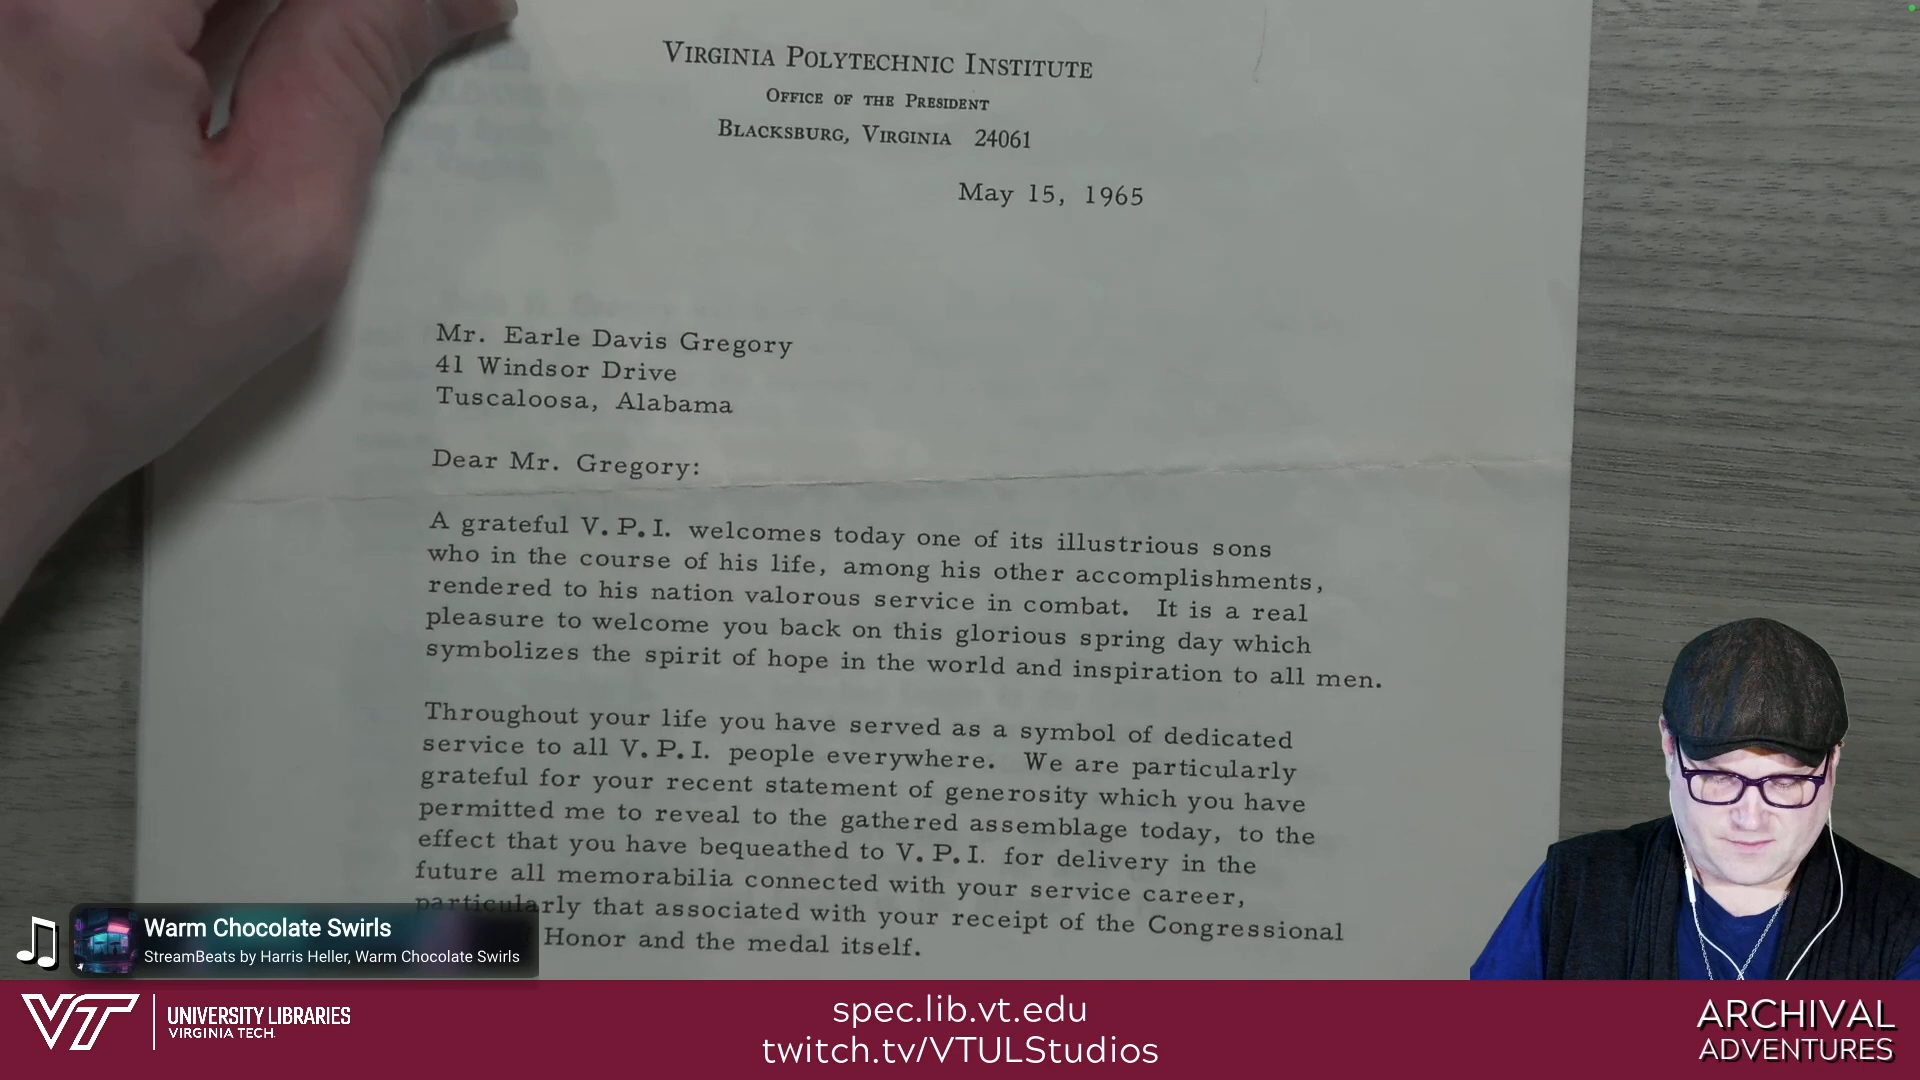 VIRGINIA POLYTECHNIC INSTITUTE
OFFICE OF THE PRESIDENT
BLACKSBURG, VIRGINIA 24061
May 15, 1965
Mr. Earle Davis Gregory
41 Windsor Drive
Tuscaloosa, Alabama
Dear Mr. Gregory:
A grateful V. P. I. welcomes today one of its illustrious sons
who in the course of his life, among his other accomplishments,
rendered to his nation valorous service in combat. It is a real
pleasure to welcome you back on this glorious spring day which
symbolizes the spirit of hope in the world and inspiration to all men.
Throughout your life you have served as a symbol of dedicated
service to all V. P. I. people everywhere. We are particularly
grateful for your recent statement of generosity which you have
permitted me to reveal to the gathered assemblage today, to the
effect that you have bequeathed to V. P. I. for delivery in the
future all memorabilia connected with your service career,
particularly that associated with your receipt of the Congressional
Honor and the medal itself.
Warm Chocolate Swirls
StreamBeats by Harris Heller, Warm Chocolate Swirls
VT
UNIVERSITY LIBRARIES
VIRGINIA TECH.
spec.lib.vt.edu
twitch.tv/VTULStudios
ARCHIVAL
ADVENTURES